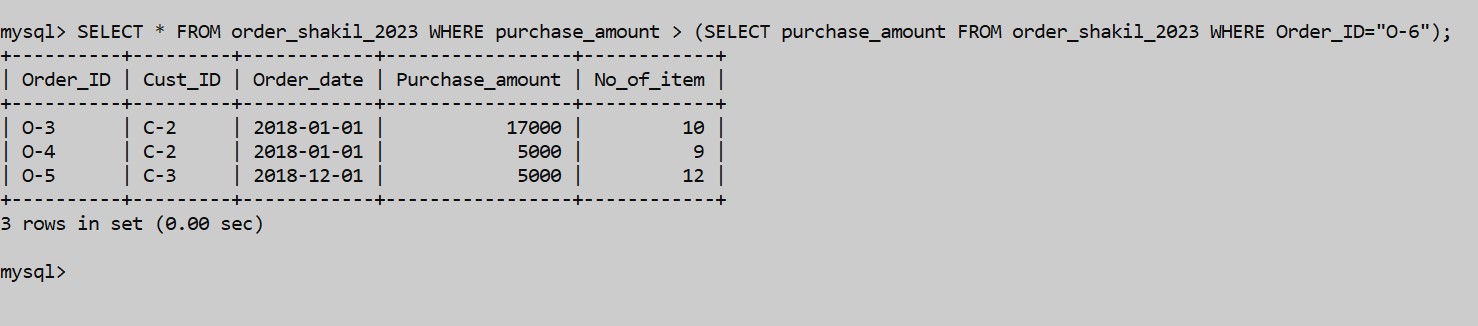 mysql> SELECT * FROM order_shakil_2023 WHERE purchase_amount > (SELECT purchase_amount FROM order_shakil_2023 WHERE Order_ID="O-6");
+----------+---------+------------+-----------------+------------+
| Order_ID | Cust_ID | Order_date | Purchase_amount | No_of_item |
+----------+---------+------------+-----------------+------------+
| O-3      | C-2     | 2018-01-01 |           17000 |         10 |
| O-4      | C-2     | 2018-01-01 |            5000 |          9 |
| O-5      | C-3     | 2018-12-01 |            5000 |         12 |
+----------+---------+------------+-----------------+------------+
3 rows in set (0.00 sec)
mysql>